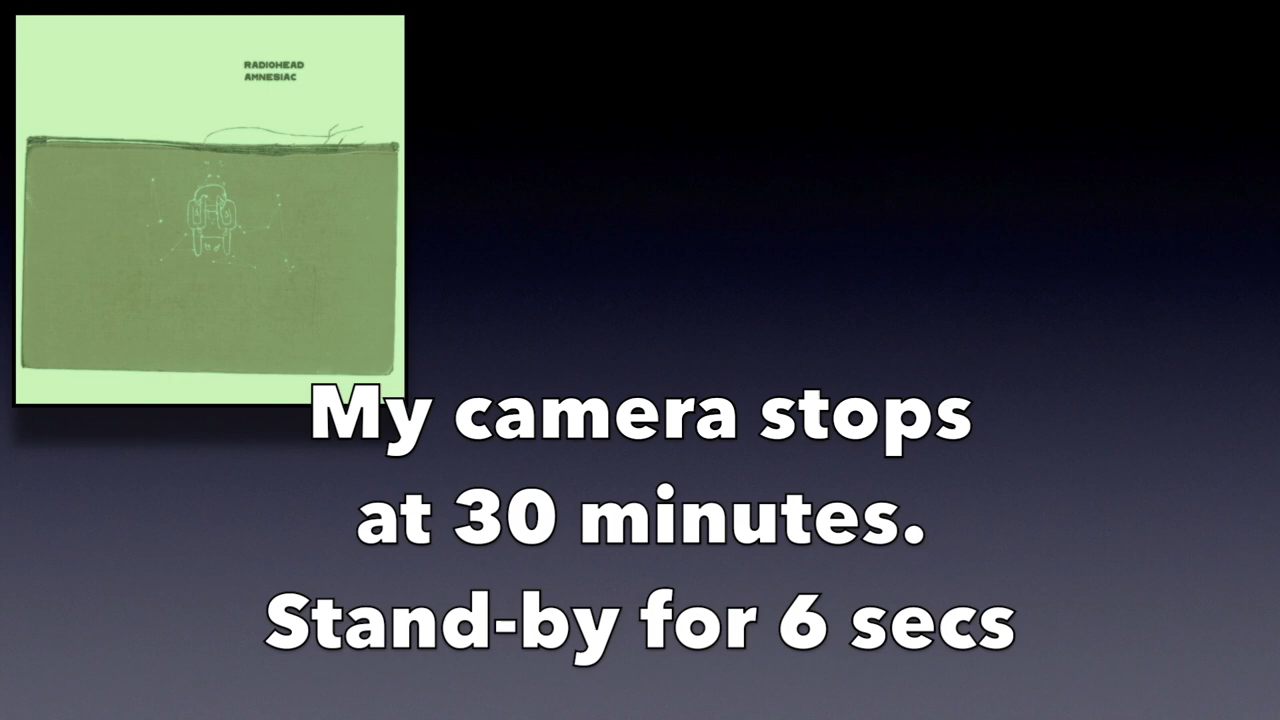 RADIOHEAD
AMNESIAC
My camera stops
at 30 minutes.
Stand-by for 6 secs